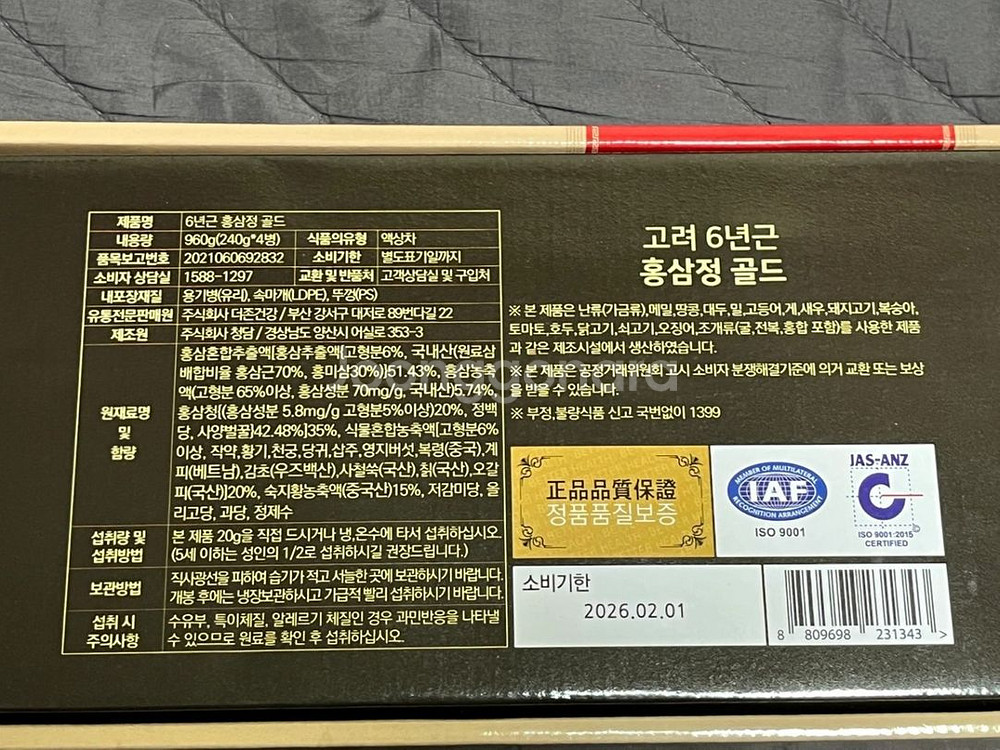 제품명 6년근 홍삼정 골드
내용량 960g(240g*4병) 식품의유형 액상차
품목보고번호 2021060692832 소비기한 별도표기일까지
소비자 상담실 1588-1297 교환 및 반품처 고객상담실 및 구입처
내포장재질 용기병(유리), 속마개(LDPE), 뚜껑(PS)
유통전문판매원 주식회사 더존건강 / 부산 강서구 대저로 89번다길 22
제조원 주식회사 청담 / 경상남도 양산시 어실로 353-3
원재료명
및
함량
홍삼혼합추출액[홍삼추출액[고형분6%, 국내산(원료삼
배합비율 홍삼근70%, 홍미삼30%)]51.43%, 홍삼농축
액(고형분 65%이상, 홍삼성분 70mg/g, 국내산)5.74%,
홍삼청[(홍삼성분 5.8mg/g 고형분5%이상)20%, 정백
당, 사양벌꿀]42.48%]35%, 식물혼합농축액[고형분6%
이상, 작약,황기,천궁,당귀,삽주,영지버섯,복령(중국),계
피(베트남),감초(우즈백산),사철쑥(국산),칡(국산),오갈
피(국산)]20%, 숙지황농축액(중국산)15%, 저감미당, 올
리고당, 과당, 정제수
섭취량 및
섭취방법
본 제품 20g을 직접 드시거나 냉,온수에 타서 섭취하십시오.
(5세 이하는 성인의 1/2로 섭취하시길 권장드립니다.)
보관방법
직사광선을 피하여 습기가 적고 서늘한 곳에 보관하시기 바랍니다.
개봉 후에는 냉장보관하시고 가급적 빨리 섭취하시기 바랍니다.
섭취 시
주의사항
수유부, 특이체질, 알레르기 체질인 경우 과민반응을 나타낼
수 있으므로 원료를 확인 후 섭취하십시오.
고려 6년근
홍삼정 골드
※ 본 제품은 난류(가금류),메밀,땅콩,대두,밀,고등어,게,새우,돼지고기,복숭아,
토마토,호두,닭고기,쇠고기,오징어,조개류(굴,전복,홍합 포함)를 사용한 제품
과 같은 제조시설에서 생산하였습니다.
※ 본 제품은 공정거래위원회 고시 소비자 분쟁해결기준에 의거 교환 또는 보상
을 받을 수 있습니다.
※ 부정,불량식품 신고 국번없이 1399
正品品質保證
정품품질보증
MEMBER OF MULTILATERAL
IAF
RECOGNITION ARRANGEMENT
ISO 9001
JAS-ANZ
ISO 9001:2015
CERTIFIED
소비기한
2026.02.01
8 809698 231343 >
Joonggonara